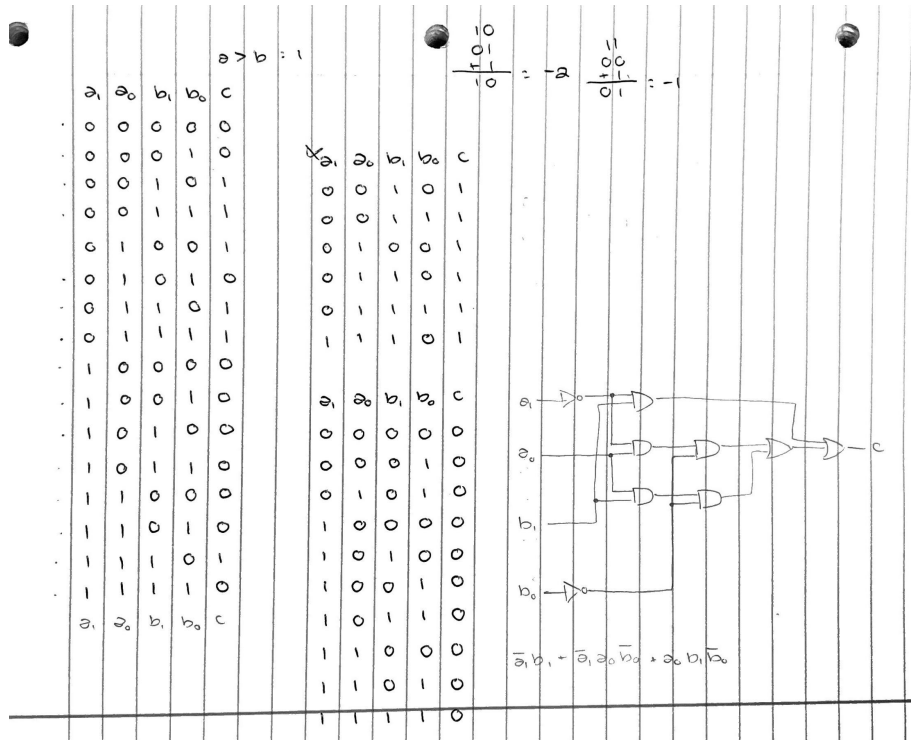 a > b : 1
10
01
+ 1
10 = -2
11
00
+ 1
01 : -1
a₁ a₀ b₁ b₀ c
0 0 0 0 0
0 0 0 1 0
0 0 1 0 1
0 0 1 1 1
0 1 0 0 1
0 1 0 1 0
0 1 1 0 1
0 1 1 1 1
1 0 0 0 0
1 0 0 1 0
1 0 1 0 0
1 0 1 1 0
1 1 0 0 0
1 1 0 1 0
1 1 1 0 1
1 1 1 1 0
a₁ a₀ b₁ b₀ c
a₁ a₀ b₁ b₀ c
0 0 1 0 1
0 0 1 1 1
0 1 0 0 1
0 1 1 0 1
0 1 1 1 1
1 1 1 0 1
a₁ a₀ b₁ b₀ c
0 0 0 0 0
0 0 0 1 0
0 1 0 1 0
1 0 0 0 0
1 0 1 0 0
1 0 0 1 0
1 0 1 1 0
1 1 0 0 0
1 1 0 1 0
1 1 1 1 0
a₁
a₀
b₁
b₀
c
a̅₁b₁ + a̅₁a₀b̅₀ + a₀b₁b̅₀